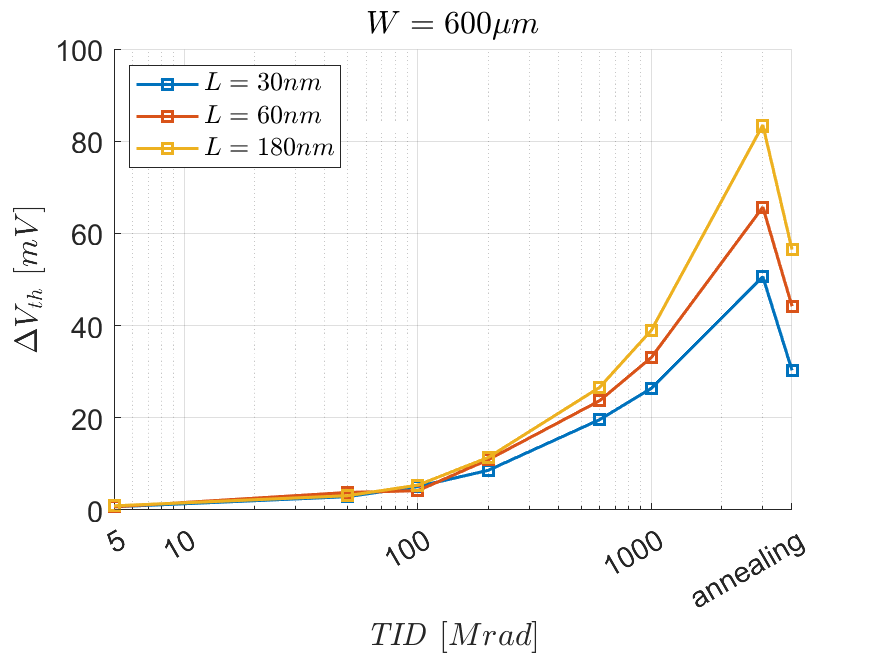 W = 600μm
100
80
60
40
20
0
ΔV_th [mV]
L = 30nm
L = 60nm
L = 180nm
5
10
100
1000
annealing
TID [Mrad]